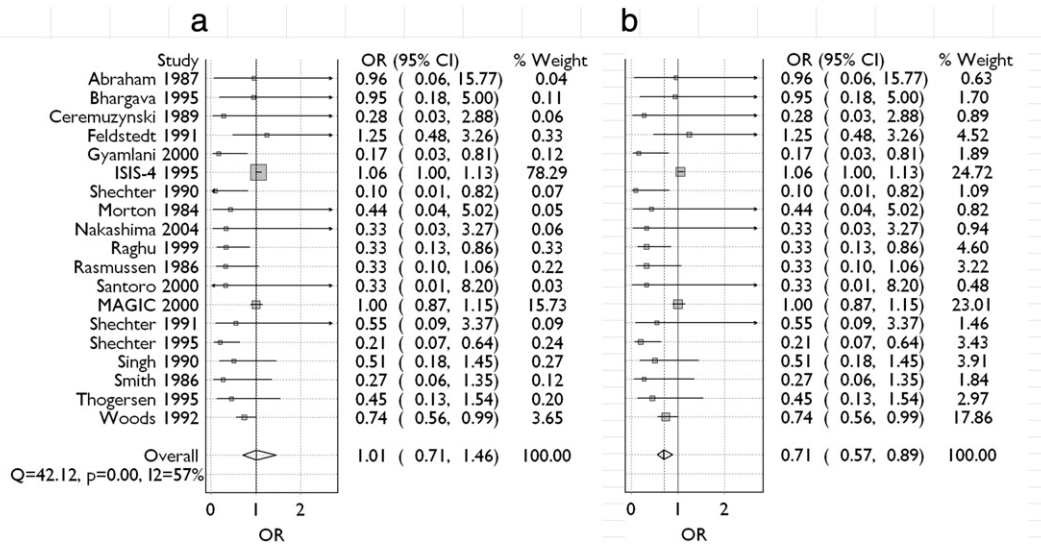 a b
Study OR (95% CI) % Weight OR (95% CI) % Weight
Abraham 1987 0.96 ( 0.06, 15.77) 0.04 0.96 ( 0.06, 15.77) 0.63
Bhargava 1995 0.95 ( 0.18, 5.00) 0.11 0.95 ( 0.18, 5.00) 1.70
Ceremuzynski 1989 0.28 ( 0.03, 2.88) 0.06 0.28 ( 0.03, 2.88) 0.89
Feldstedt 1991 1.25 ( 0.48, 3.26) 0.33 1.25 ( 0.48, 3.26) 4.52
Gyamlani 2000 0.17 ( 0.03, 0.81) 0.12 0.17 ( 0.03, 0.81) 1.89
ISIS-4 1995 1.06 ( 1.00, 1.13) 78.29 1.06 ( 1.00, 1.13) 24.72
Shechter 1990 0.10 ( 0.01, 0.82) 0.07 0.10 ( 0.01, 0.82) 1.09
Morton 1984 0.44 ( 0.04, 5.02) 0.05 0.44 ( 0.04, 5.02) 0.82
Nakashima 2004 0.33 ( 0.03, 3.27) 0.06 0.33 ( 0.03, 3.27) 0.94
Raghu 1999 0.33 ( 0.13, 0.86) 0.33 0.33 ( 0.13, 0.86) 4.60
Rasmussen 1986 0.33 ( 0.10, 1.06) 0.22 0.33 ( 0.10, 1.06) 3.22
Santoro 2000 0.33 ( 0.01, 8.20) 0.03 0.33 ( 0.01, 8.20) 0.48
MAGIC 2000 1.00 ( 0.87, 1.15) 15.73 1.00 ( 0.87, 1.15) 23.01
Shechter 1991 0.55 ( 0.09, 3.37) 0.09 0.55 ( 0.09, 3.37) 1.46
Shechter 1995 0.21 ( 0.07, 0.64) 0.24 0.21 ( 0.07, 0.64) 3.43
Singh 1990 0.51 ( 0.18, 1.45) 0.27 0.51 ( 0.18, 1.45) 3.91
Smith 1986 0.27 ( 0.06, 1.35) 0.12 0.27 ( 0.06, 1.35) 1.84
Thogersen 1995 0.45 ( 0.13, 1.54) 0.20 0.45 ( 0.13, 1.54) 2.97
Woods 1992 0.74 ( 0.56, 0.99) 3.65 0.74 ( 0.56, 0.99) 17.86
Overall 1.01 ( 0.71, 1.46) 100.00 0.71 ( 0.57, 0.89) 100.00
Q=42.12, p=0.00, I2=57%
0 1 2 0 1 2
OR OR